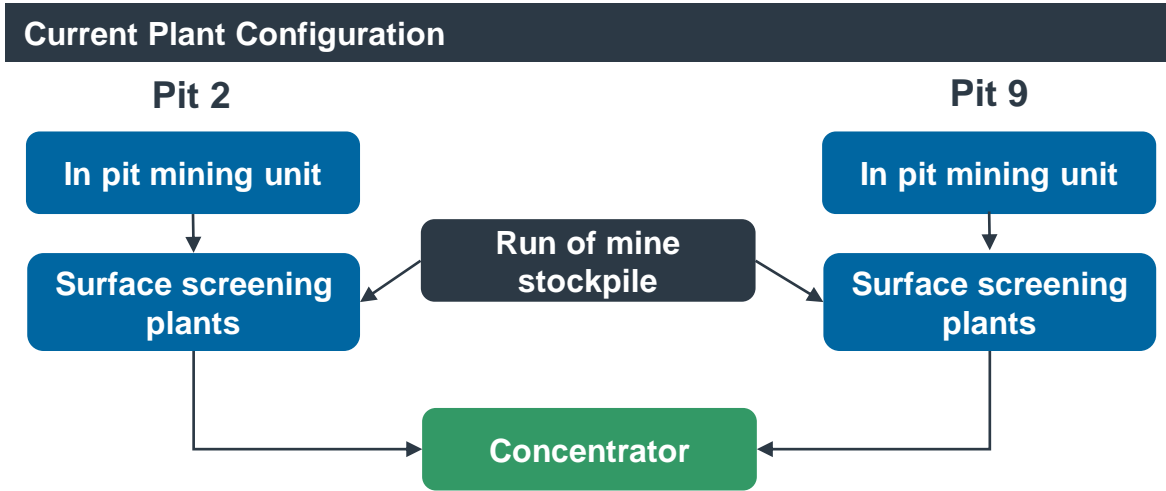 Current Plant Configuration
Pit 2
Pit 9
In pit mining unit
In pit mining unit
Run of mine
stockpile
Surface screening
plants
Surface screening
plants
Concentrator